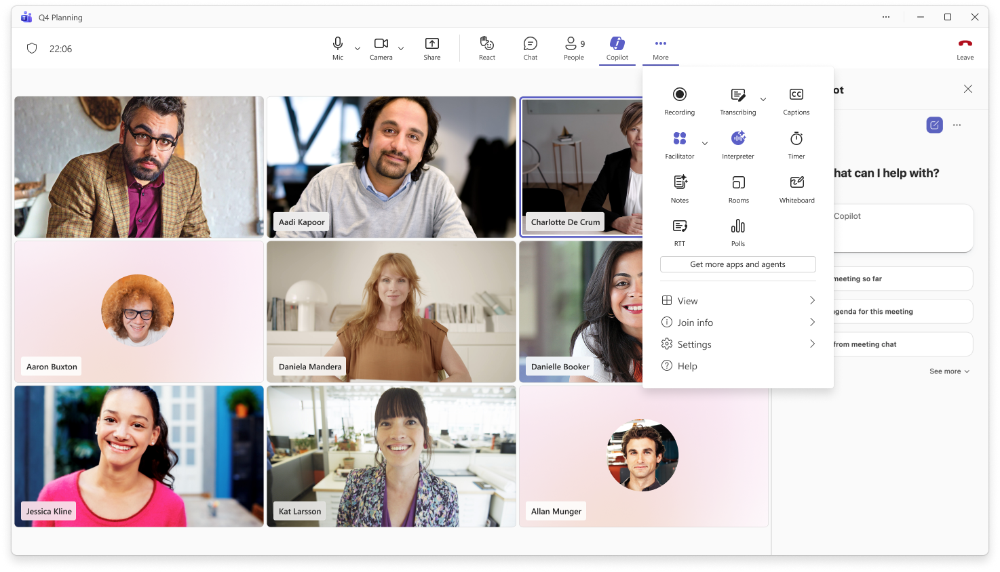 Q4 Planning
22:06
Mic
Camera
Share
React
Chat
People
9
Copilot
More
Leave
Recording
Transcribing
CC
Captions
Facilitator
Interpreter
Timer
Notes
Rooms
Whiteboard
RTT
Polls
Get more apps and agents
View
Join info
Settings
Help
ot
hat can I help with?
Copilot
meeting so far
genda for this meeting
from meeting chat
See more
Aadi Kapoor
Charlotte De Crum
Aaron Buxton
Daniela Mandera
Danielle Booker
Jessica Kline
Kat Larsson
Allan Munger